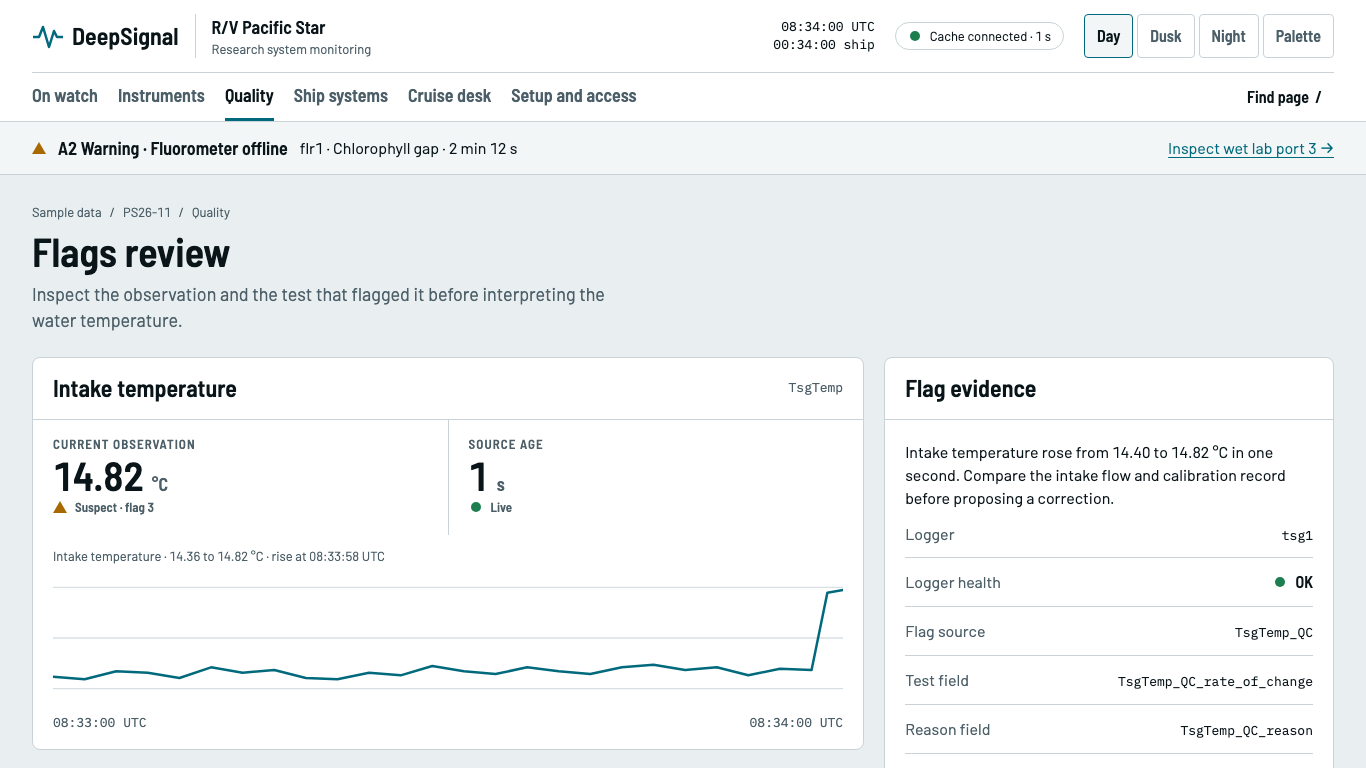 DeepSignal
R/V Pacific Star
Research system monitoring
08:34:00 UTC
00:34:00 ship
Cache connected · 1 s
Day
Dusk
Night
Palette
On watch
Instruments
Quality
Ship systems
Cruise desk
Setup and access
Find page /
A2 Warning · Fluorometer offline
flr1 · Chlorophyll gap · 2 min 12 s
Inspect wet lab port 3 →
Sample data / PS26-11 / Quality
Flags review
Inspect the observation and the test that flagged it before interpreting the
water temperature.
Intake temperature
TsgTemp
CURRENT OBSERVATION
14.82 °C
Suspect · flag 3
SOURCE AGE
1 s
Live
Intake temperature · 14.36 to 14.82 °C · rise at 08:33:58 UTC
08:33:00 UTC
08:34:00 UTC
Flag evidence
Intake temperature rose from 14.40 to 14.82 °C in one
second. Compare the intake flow and calibration record
before proposing a correction.
Logger
tsg1
Logger health
OK
Flag source
TsgTemp_QC
Test field
TsgTemp_QC_rate_of_change
Reason field
TsgTemp_QC_reason